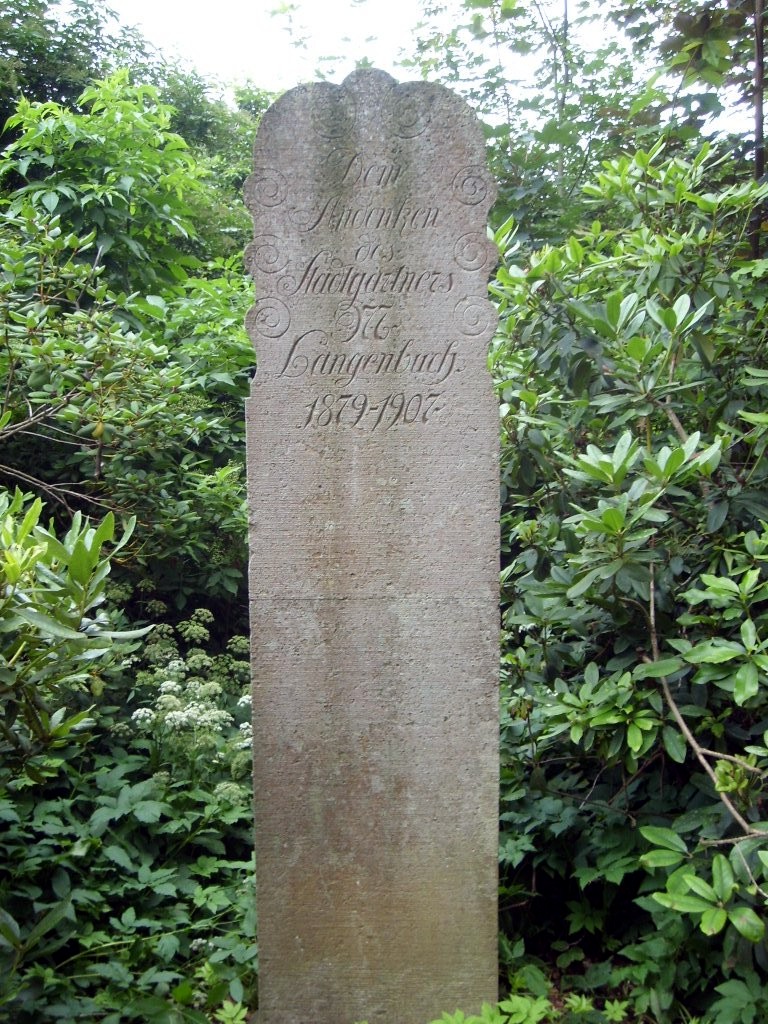 Dem
Andenken
des
Stadtgärtners
M.
Langenbuch.
1879-1907.